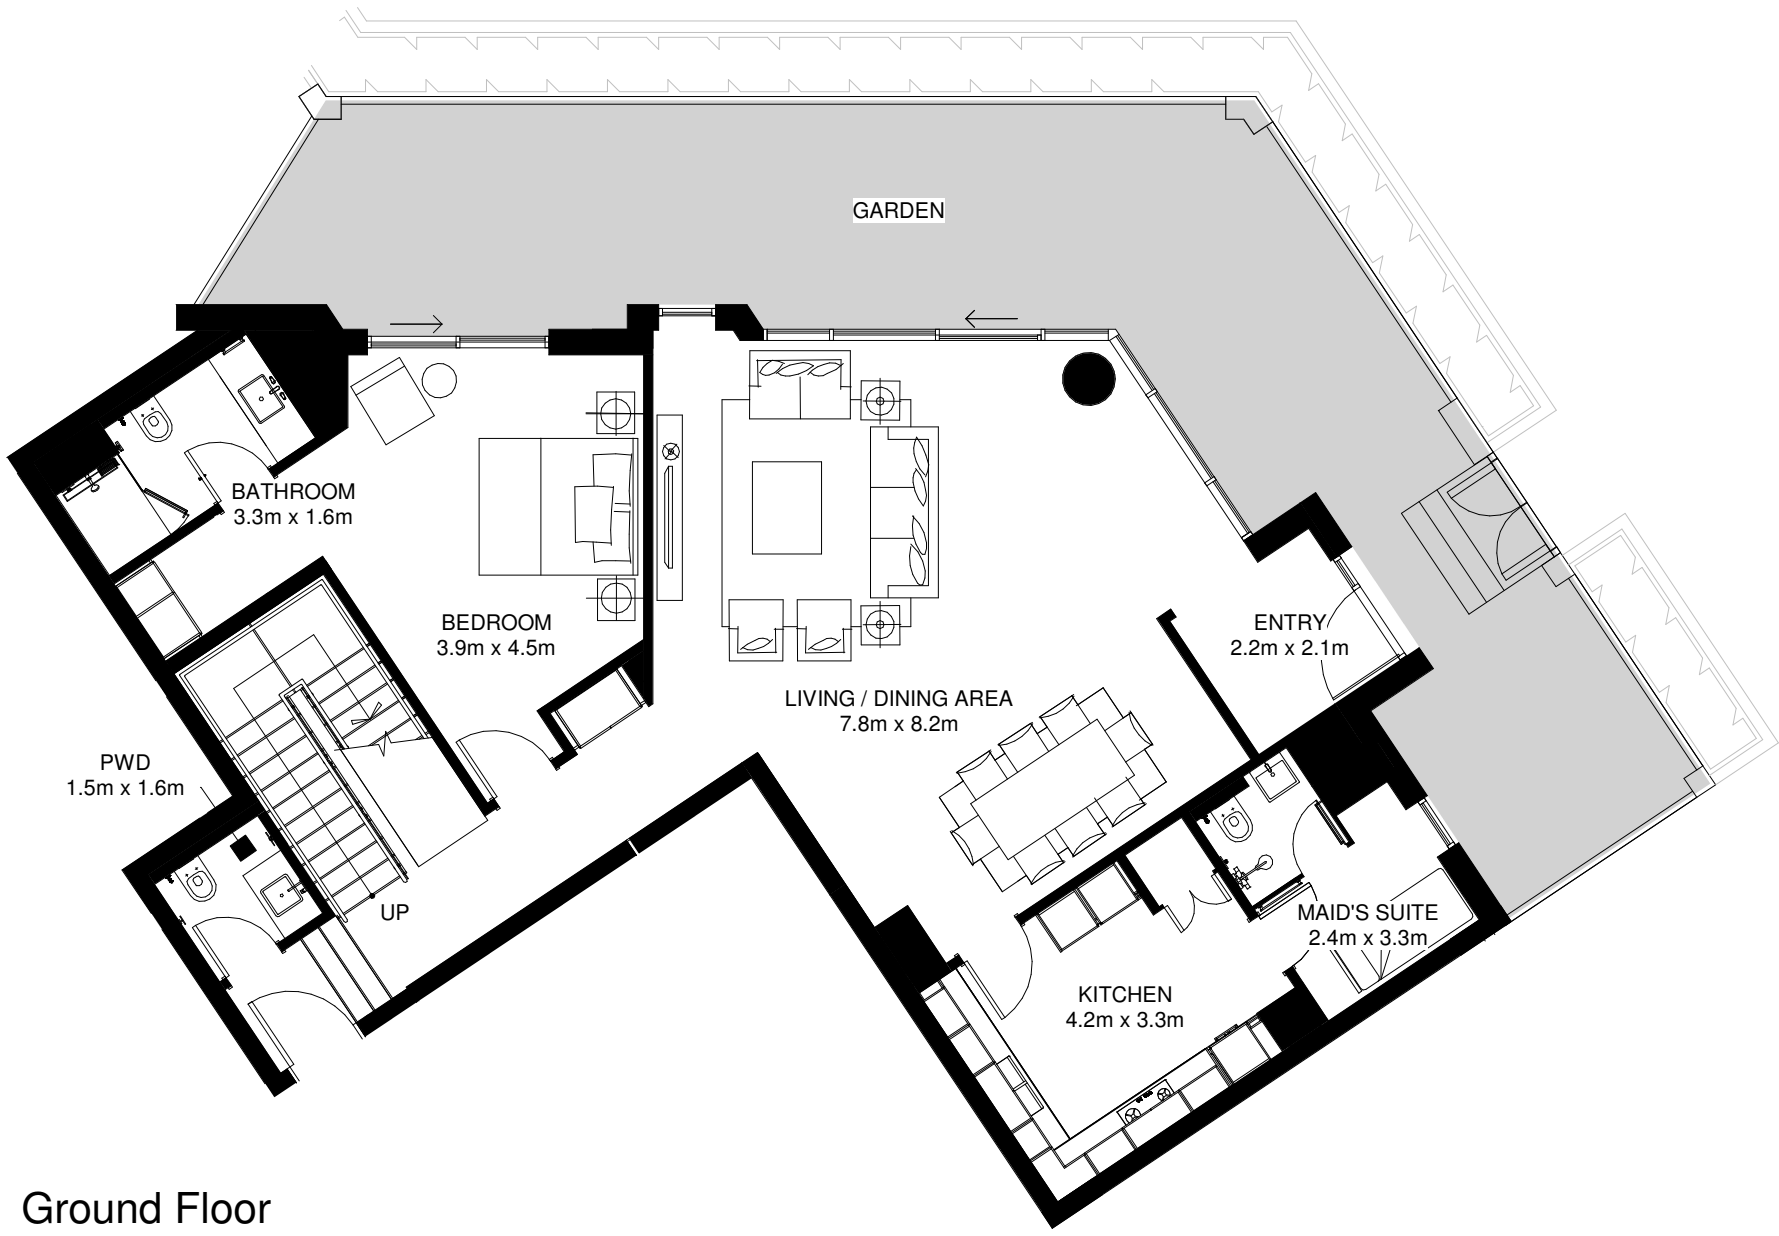 GARDEN
BATHROOM
3.3m x 1.6m
BEDROOM
3.9m x 4.5m
ENTRY
2.2m x 2.1m
LIVING / DINING AREA
7.8m x 8.2m
PWD
1.5m x 1.6m
UP
MAID'S SUITE
2.4m x 3.3m
KITCHEN
4.2m x 3.3m
Ground Floor